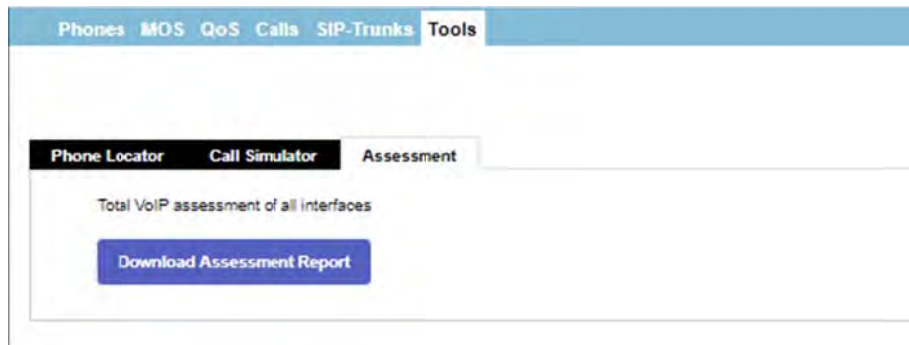 Phones MOS QoS Calls SIP-Trunks Tools
Phone Locator Call Simulator Assessment
Total VoIP assessment of all interfaces
Download Assessment Report